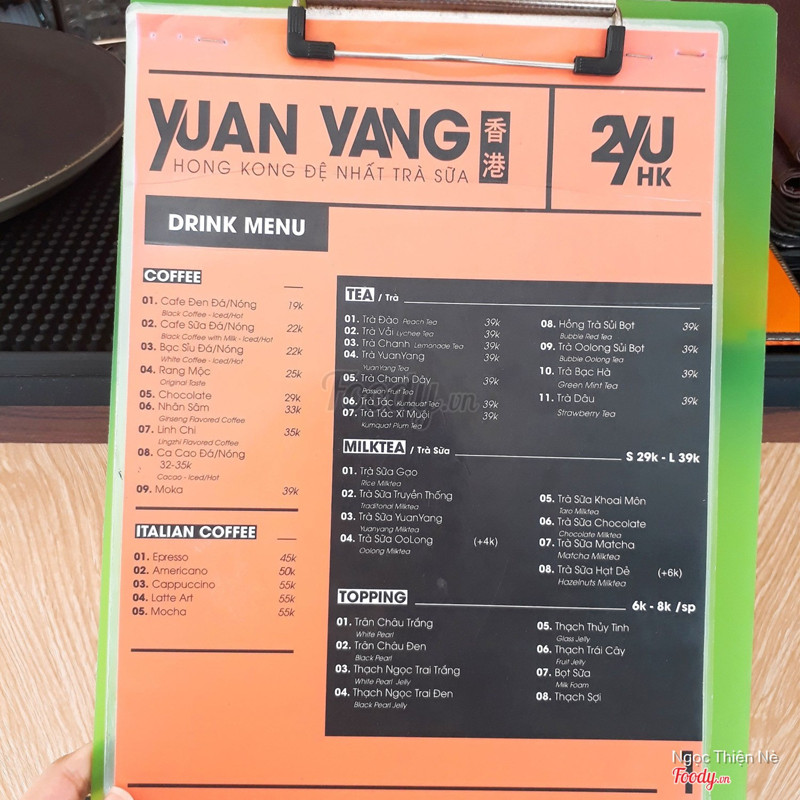 YUAN YANG 香港
HONG KONG ĐỆ NHẤT TRÀ SỮA
2YU
HK
DRINK MENU
COFFEE
01. Cafe Đen Đá/Nóng 19k
Black Coffee - Iced/Hot
02. Cafe Sữa Đá/Nóng 22k
Black Coffee with Milk - Iced/Hot
03. Bạc Sỉu Đá/Nóng 22k
White Coffee - Iced/Hot
04. Rang Mộc 25k
Original Taste
05. Chocolate 29k
06. Nhân Sâm 33k
Ginseng Flavored Coffee
07. Linh Chi 35k
Lingzhi Flavored Coffee
08. Ca Cao Đá/Nóng
32-35k
Cacao - Iced/Hot
09. Moka 39k
ITALIAN COFFEE
01. Epresso 45k
02. Americano 50k
03. Cappuccino 55k
04. Latte Art 55k
05. Mocha 55k
TEA / Trà
01. Trà Đào Peach Tea 39k
02. Trà Vải Lychee Tea 39k
03. Trà Chanh Lemonade Tea 39k
04. Trà YuanYang 39k
YuanYang Tea
05. Trà Chanh Dây 39k
Passion Fruit Tea
06. Trà Tắc Kumquat Tea 39k
07. Trà Tắc Xí Muội 39k
Kumquat Plum Tea
08. Hồng Trà Sủi Bọt 39k
Bubble Red Tea
09. Trà Oolong Sủi Bọt 39k
Bubble Oolong Tea
10. Trà Bạc Hà 39k
Green Mint Tea
11. Trà Dâu 39k
Strawberry Tea
MILKTEA / Trà Sữa S 29k - L 39k
01. Trà Sữa Gạo
Rice Milktea
02. Trà Sữa Truyền Thống
Traditonal Milktea
03. Trà Sữa YuanYang
Yuanyang Milktea
04. Trà Sữa OoLong (+4k)
Oolong Milktea
05. Trà Sữa Khoai Môn
Taro Milktea
06. Trà Sữa Chocolate
Chocolate Milktea
07. Trà Sữa Matcha
Matcha Milktea
08. Trà Sữa Hạt Dẻ (+6k)
Hazelnuts Milktea
TOPPING 6k - 8k /sp
01. Trân Châu Trắng
White Pearl
02. Trân Châu Đen
Black Pearl
03. Thạch Ngọc Trai Trắng
White Pearl Jelly
04. Thạch Ngọc Trai Đen
Black Pearl Jelly
05. Thạch Thủy Tinh
Glass Jelly
06. Thạch Trái Cây
Fruit Jelly
07. Bọt Sữa
Milk Foam
08. Thạch Sợi
Foody.vn
Ngọc Thiện Nè
Foody.vn